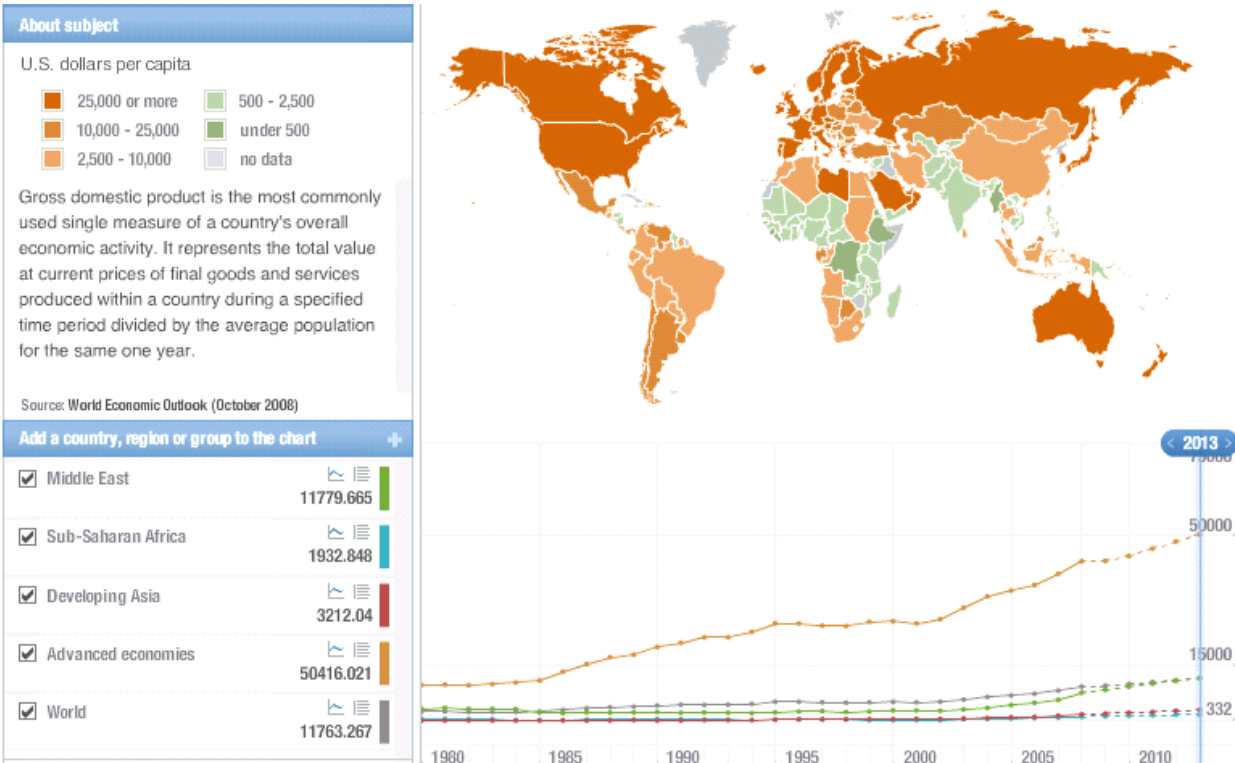 About subject
U.S. dollars per capita
25,000 or more
500 - 2,500
10,000 - 25,000
under 500
2,500 - 10,000
no data
Gross domestic product is the most commonly
used single measure of a country's overall
economic activity. It represents the total value
at current prices of final goods and services
produced within a country during a specified
time period divided by the average population
for the same one year.
Source: World Economic Outlook (October 2008)
Add a country, region or group to the chart +
Middle East
11779.665
Sub-Saharan Africa
1932.848
Developing Asia
3212.04
Advanced economies
50416.021
World
11763.267
< 2013 >
75000
50000
15000
332
1980 1985 1990 1995 2000 2005 2010